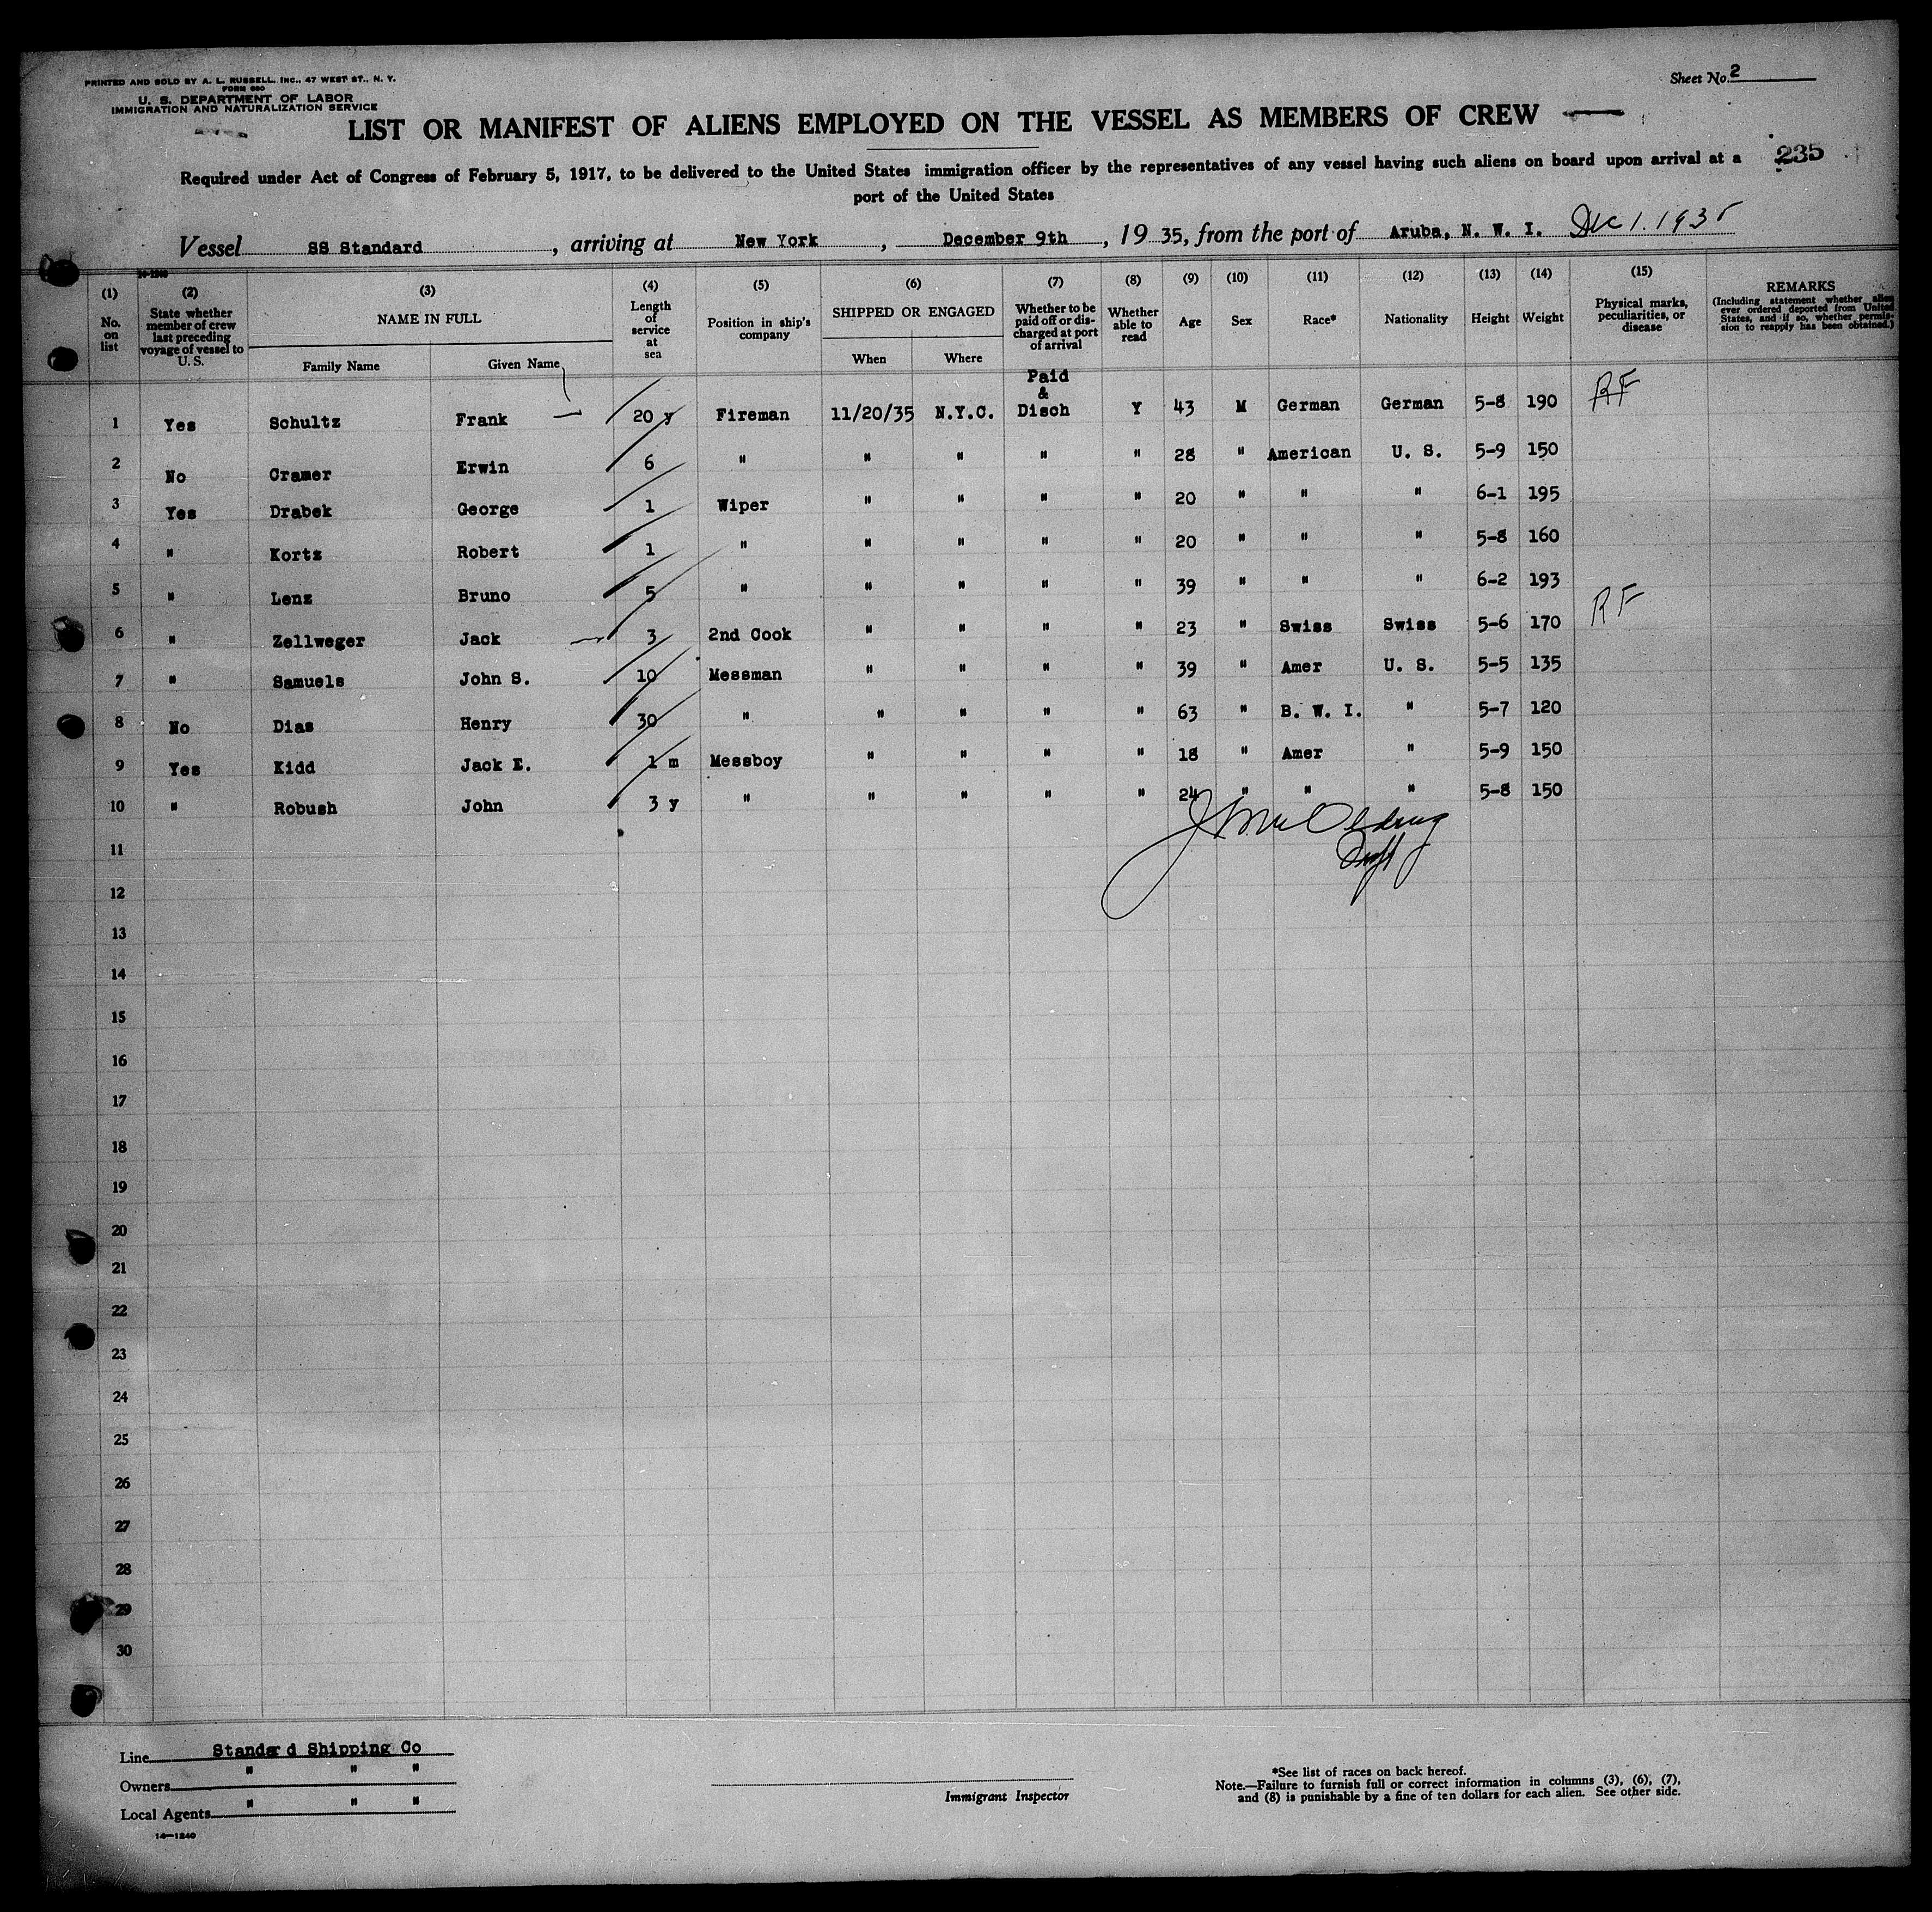 PRINTED AND SOLD BY A. L. RUSSELL, INC., 47 WEST ST., N. Y.
FORM 680
U. S. DEPARTMENT OF LABOR
IMMIGRATION AND NATURALIZATION SERVICE
Sheet No. 2
LIST OR MANIFEST OF ALIENS EMPLOYED ON THE VESSEL AS MEMBERS OF CREW
235
Required under Act of Congress of February 5, 1917, to be delivered to the United States immigration officer by the representatives of any vessel having such aliens on board upon arrival at a
port of the United States
Vessel SS Standard, arriving at New York, December 9th, 19 35, from the port of Aruba, N. W. I. Dec 1. 1935
14-1240
(1) No. on list
(2) State whether member of crew last preceding voyage of vessel to U. S.
(3) NAME IN FULL
Family Name Given Name
(4) Length of service at sea
(5) Position in ship's company
(6) SHIPPED OR ENGAGED
When Where
(7) Whether to be paid off or discharged at port of arrival
(8) Whether able to read
(9) Age
(10) Sex
(11) Race*
(12) Nationality
(13) Height
(14) Weight
(15) Physical marks, peculiarities, or disease
REMARKS
(Including statement whether alien ever ordered deported from United States, and if so, whether permission to reapply has been obtained.)
1 Yes Schultz Frank 20 y Fireman 11/20/35 N.Y.C. Paid & Disch Y 43 M German German 5-8 190 RF
2 No Cramer Erwin 6 " " " " " 28 " American U. S. 5-9 150
3 Yes Drabek George 1 Wiper " " " " 20 " " " 6-1 195
4 " Kortz Robert 1 " " " " " 20 " " " 5-8 160
5 " Lenz Bruno 5 " " " " " 39 " " " 6-2 193
6 " Zellweger Jack 3 2nd Cook " " " " 23 " Swiss Swiss 5-6 170 RF
7 " Samuels John S. 10 Messman " " " " 39 " Amer U. S. 5-5 135
8 No Dias Henry 30 " " " " " 63 " B. W. I. " 5-7 120
9 Yes Kidd Jack E. 1 m Messboy " " " " 18 " Amer " 5-9 150
10 " Robush John 3 y " " " " " 24 " " " 5-8 150
11
12
13
14
15
16
17
18
19
20
21
22
23
24
25
26
27
28
29
30
Line Standard Shipping Co
Owners " " "
Local Agents " " "
14-1240
Immigrant Inspector
*See list of races on back hereof.
Note.—Failure to furnish full or correct information in columns (3), (6), (7),
and (8) is punishable by a fine of ten dollars for each alien. See other side.